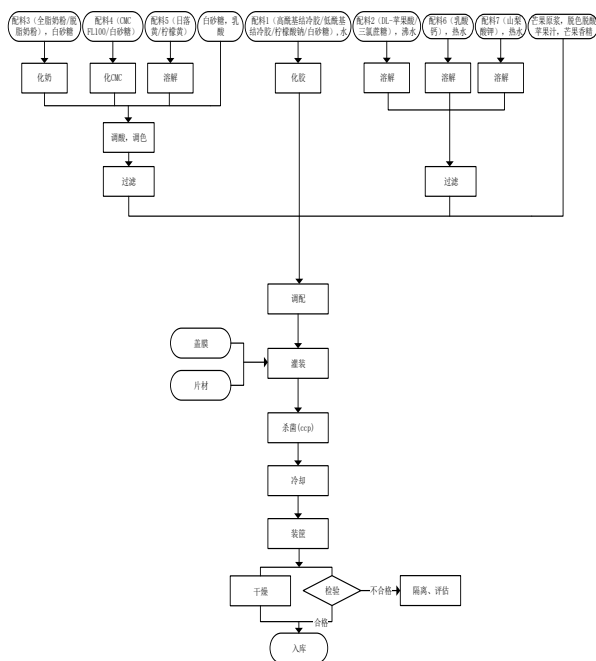 配料3（全脂奶粉/脱
脂奶粉），白砂糖
配料4（CMC
FL100/白砂糖）
配料5（日落
黄/柠檬黄）
白砂糖，乳
酸
配料1（高酰基结冷胶/低酰基
结冷胶/柠檬酸钠/白砂糖）,水
配料2（DL-苹果酸/
三氯蔗糖），沸水
配料6（乳酸
钙），热水
配料7（山梨
酸钾），热水
芒果原浆，脱色脱酸
苹果汁，芒果香精，
化奶
化CMC
溶解
化胶
溶解
溶解
溶解
调酸，调色
过滤
过滤
调配
盖膜
灌装
片材
杀菌(ccp)
冷却
装筐
干燥
检验
不合格
隔离、评估
合格
入库